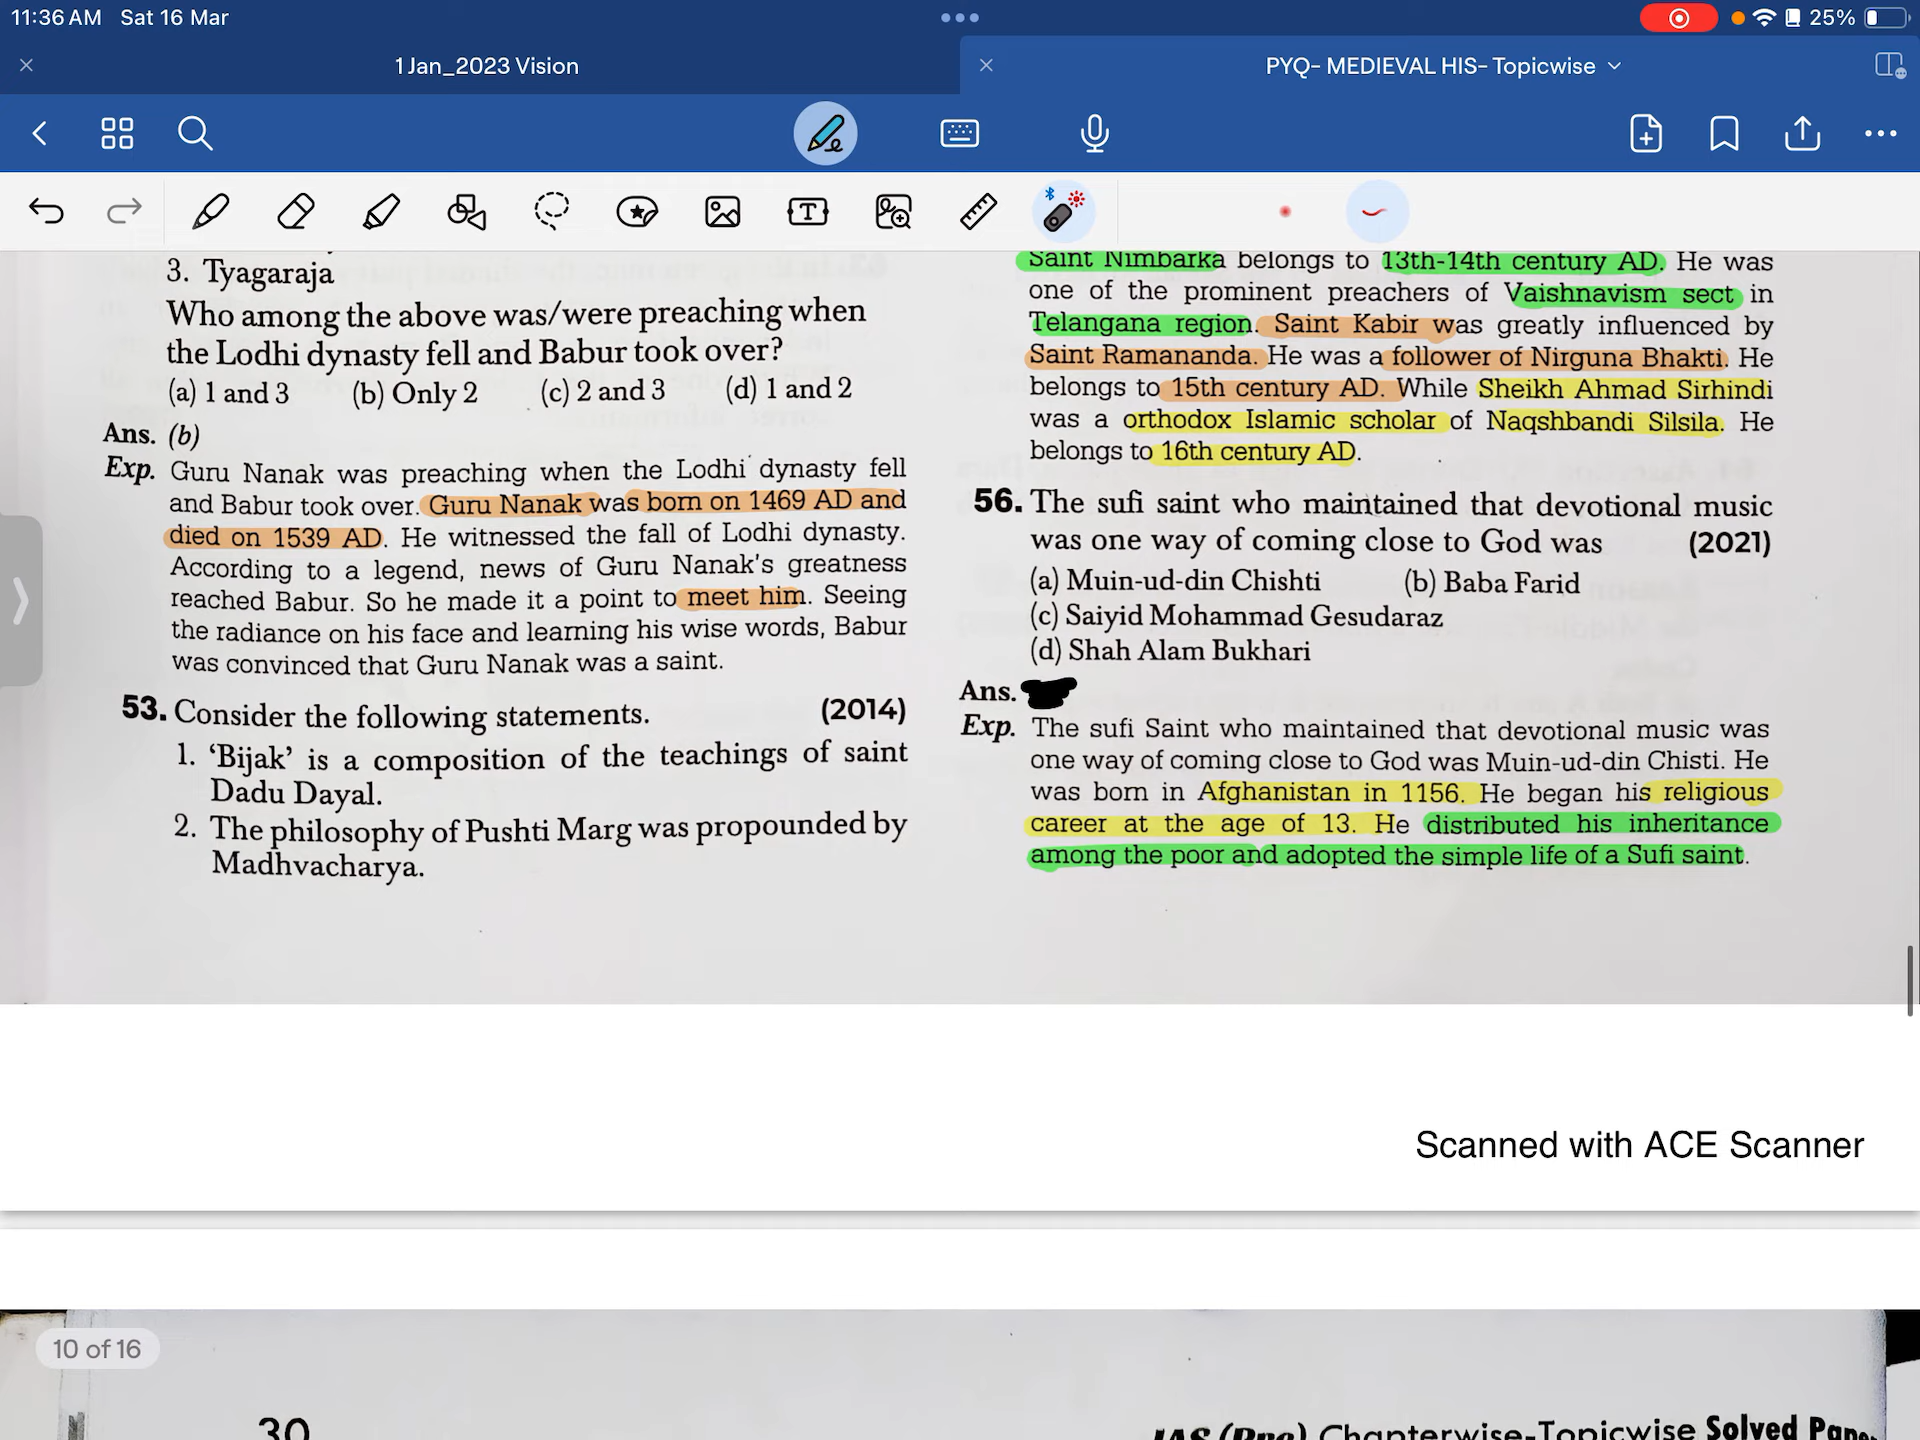 11:36 AM Sat 16 Mar
25%
1 Jan_2023 Vision
PYQ- MEDIEVAL HIS- Topicwise
3. Tyagaraja
Who among the above was/were preaching when
the Lodhi dynasty fell and Babur took over?
(a) 1 and 3 (b) Only 2 (c) 2 and 3 (d) 1 and 2
Ans. (b)
Exp. Guru Nanak was preaching when the Lodhi dynasty fell
and Babur took over. Guru Nanak was born on 1469 AD and
died on 1539 AD. He witnessed the fall of Lodhi dynasty.
According to a legend, news of Guru Nanak's greatness
reached Babur. So he made it a point to meet him. Seeing
the radiance on his face and learning his wise words, Babur
was convinced that Guru Nanak was a saint.
53. Consider the following statements. (2014)
1. 'Bijak' is a composition of the teachings of saint
Dadu Dayal.
2. The philosophy of Pushti Marg was propounded by
Madhvacharya.
Saint Nimbarka belongs to 13th-14th century AD. He was
one of the prominent preachers of Vaishnavism sect in
Telangana region. Saint Kabir was greatly influenced by
Saint Ramananda. He was a follower of Nirguna Bhakti. He
belongs to 15th century AD. While Sheikh Ahmad Sirhindi
was a orthodox Islamic scholar of Naqshbandi Silsila. He
belongs to 16th century AD.
56. The sufi saint who maintained that devotional music
was one way of coming close to God was (2021)
(a) Muin-ud-din Chishti (b) Baba Farid
(c) Saiyid Mohammad Gesudaraz
(d) Shah Alam Bukhari
Ans.
Exp. The sufi Saint who maintained that devotional music was
one way of coming close to God was Muin-ud-din Chisti. He
was born in Afghanistan in 1156. He began his religious
career at the age of 13. He distributed his inheritance
among the poor and adopted the simple life of a Sufi saint.
Scanned with ACE Scanner
10 of 16
30
IAS (Pre) Chapterwise-Topicwise Solved Papers